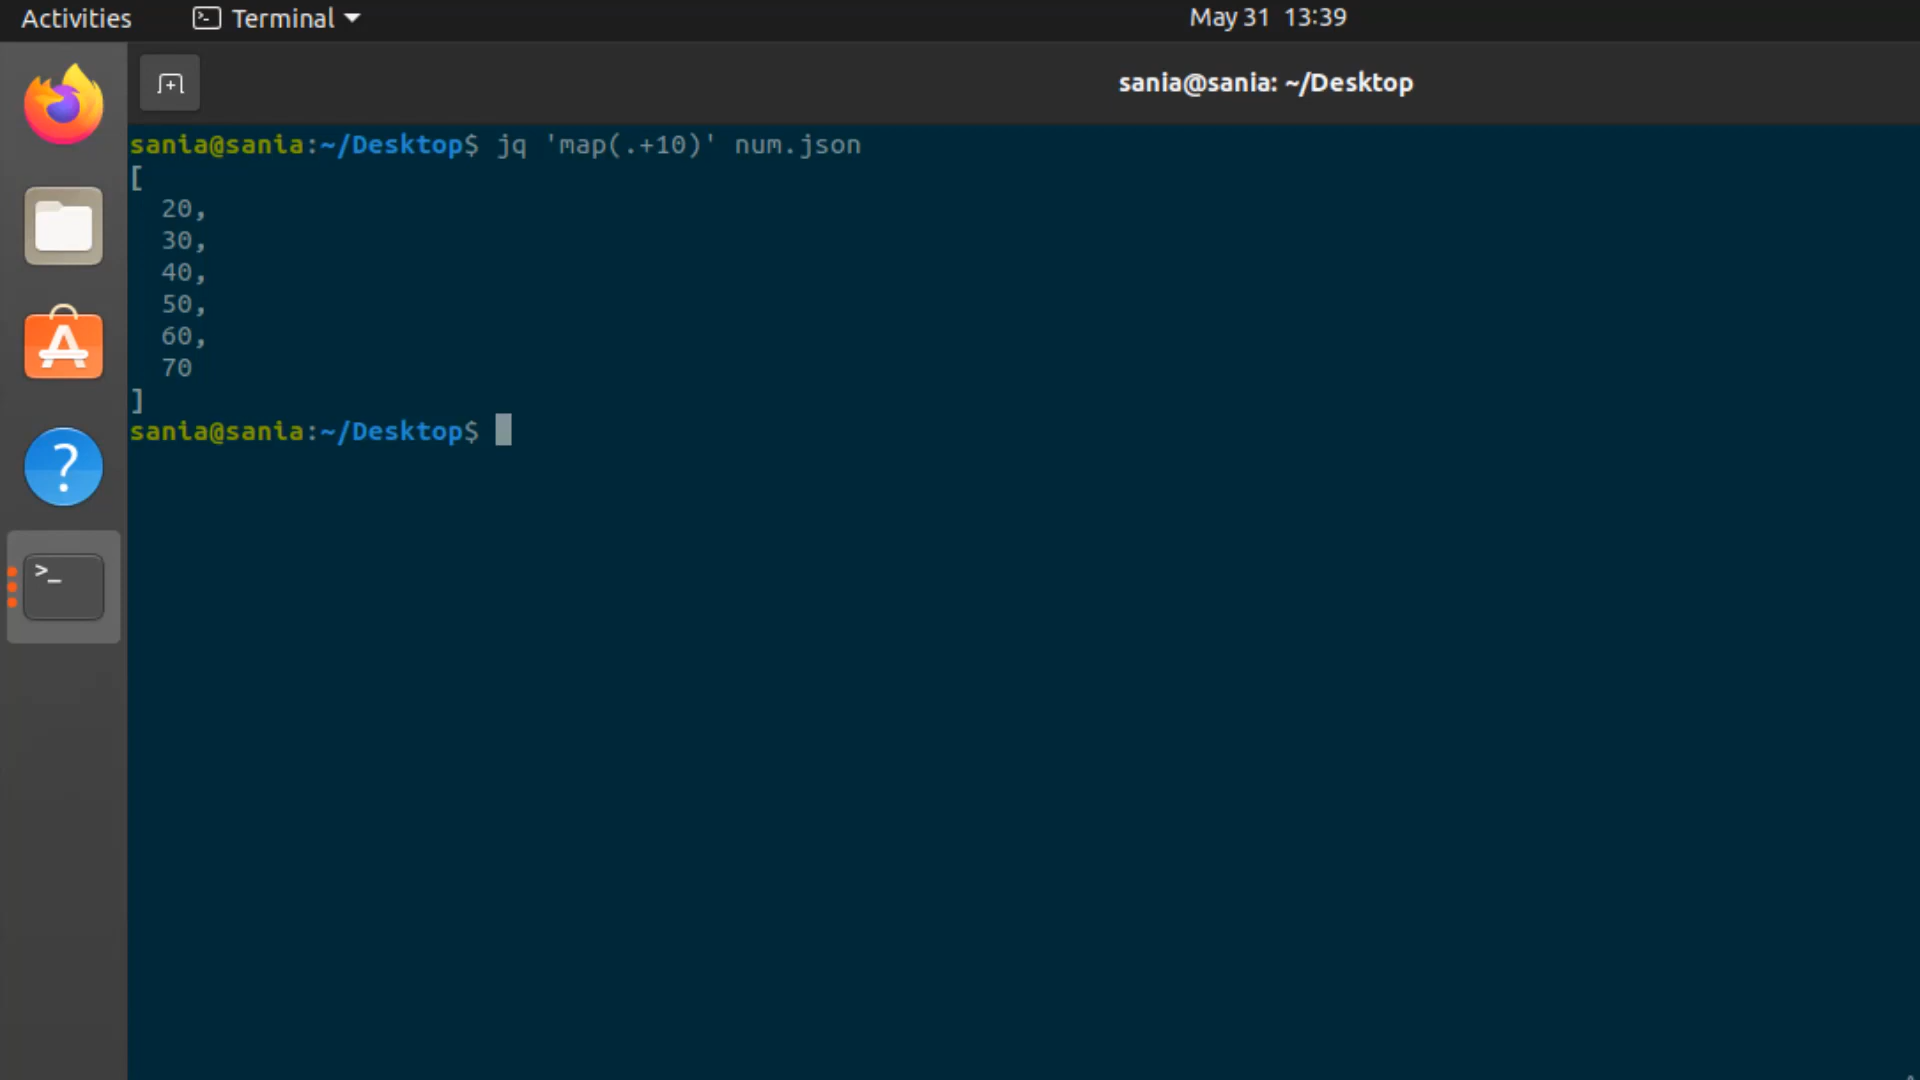 Activities
Terminal
May 31 13:39
sania@sania: ~/Desktop
sania@sania:~/Desktop$ jq 'map(.+10)' num.json
[
  20,
  30,
  40,
  50,
  60,
  70
]
sania@sania:~/Desktop$